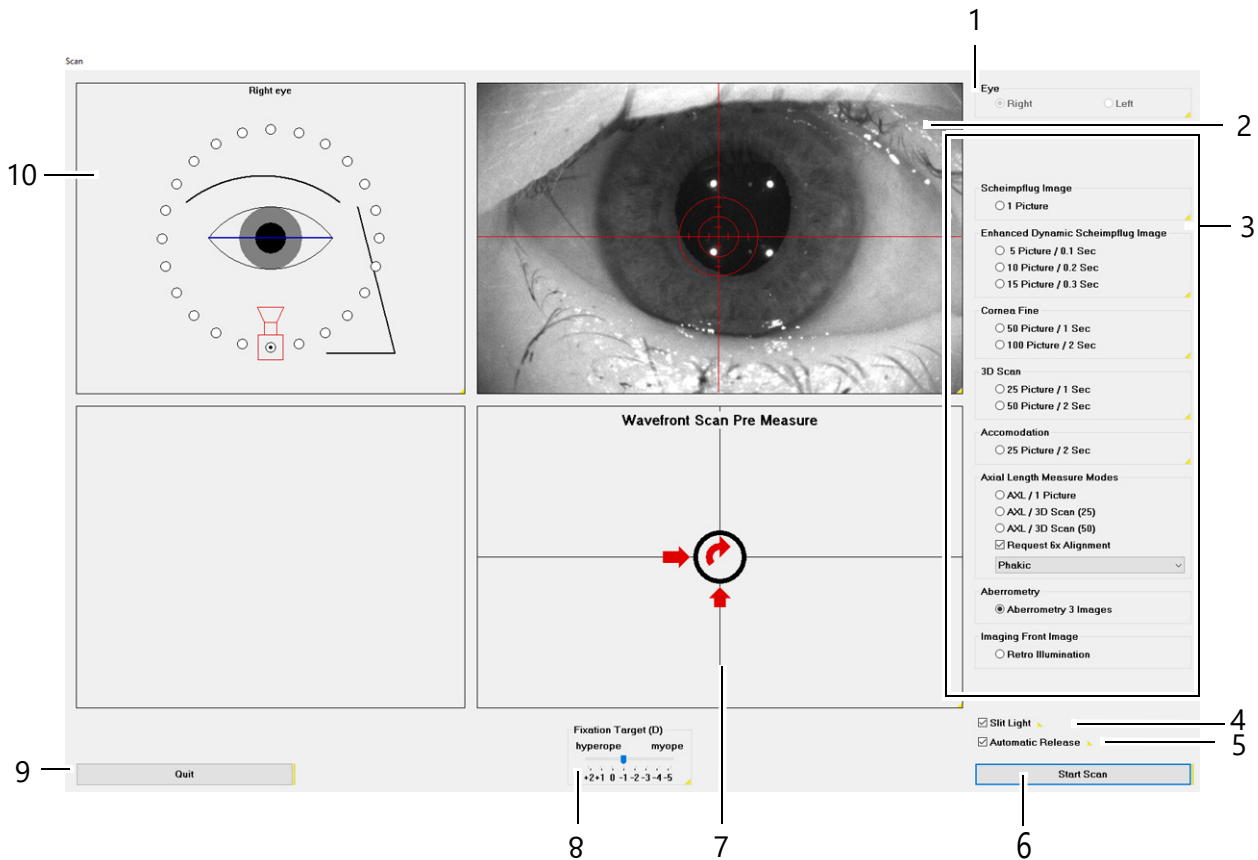 1
Scan
Right eye
Eye
Right
Left
2
10
3
Scheimpflug Image
1 Picture
Enhanced Dynamic Scheimpflug Image
5 Picture / 0.1 Sec
10 Picture / 0.2 Sec
15 Picture / 0.3 Sec
Cornea Fine
50 Picture / 1 Sec
100 Picture / 2 Sec
3D Scan
25 Picture / 1 Sec
50 Picture / 2 Sec
Wavefront Scan Pre Measure
Accomodation
25 Picture / 2 Sec
Axial Length Measure Modes
AXL / 1 Picture
AXL / 3D Scan (25)
AXL / 3D Scan (50)
Request 6x Alignment
Phakic
Aberrometry
Aberrometry 3 Images
Imaging Front Image
Retro Illumination
Slit Light
4
Automatic Release
5
Fixation Target (D)
hyperope myope
+2 +1 0 -1 -2 -3 -4 -5
9
Quit
Start Scan
8
7
6